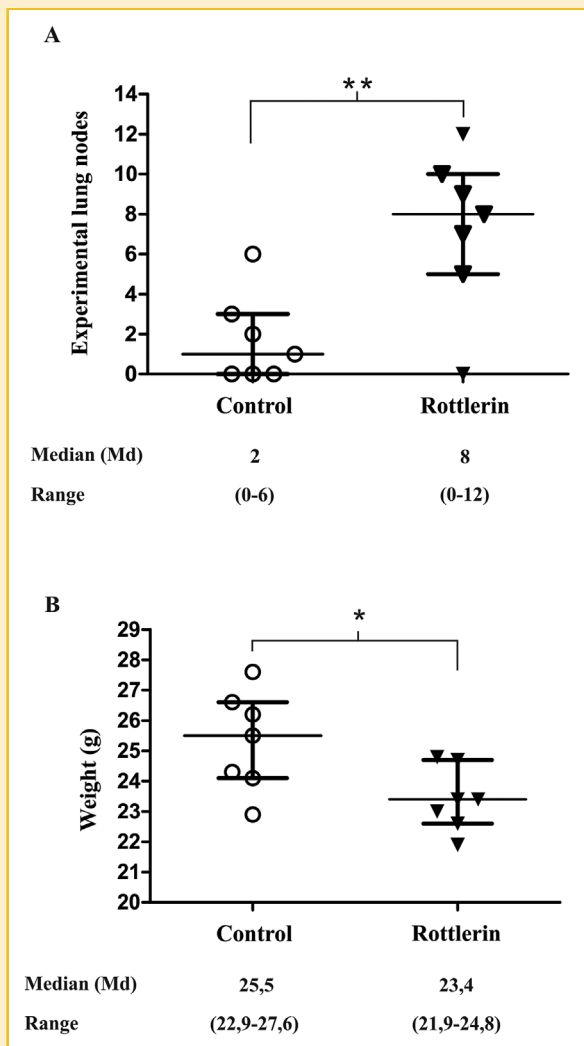 A
**
14
12
10
8
6
4
2
0
Experimental lung nodes
Control Rottlerin
Median (Md) 2 8
Range (0-6) (0-12)
B
*
29
28
27
26
25
24
23
22
21
20
Weight (g)
Control Rottlerin
Median (Md) 25,5 23,4
Range (22,9-27,6) (21,9-24,8)